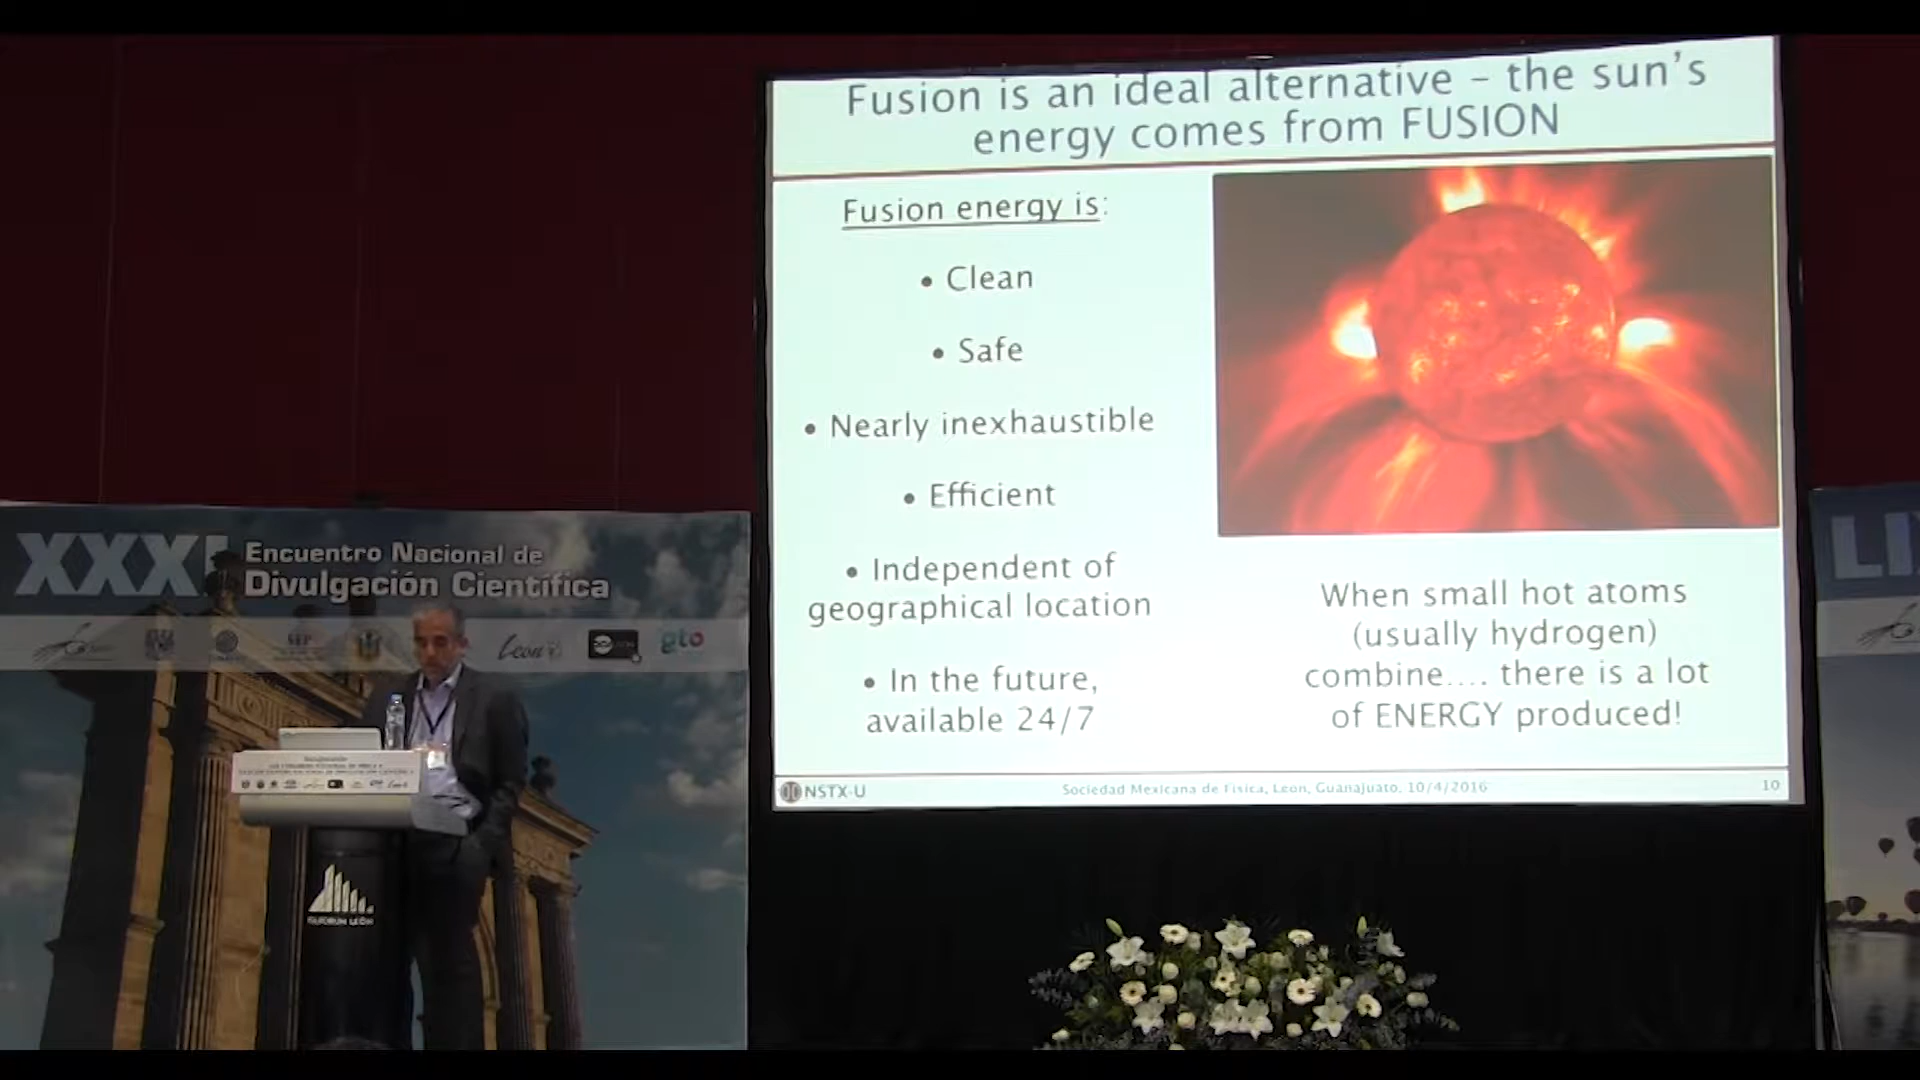 Fusion is an ideal alternative – the sun's
energy comes from FUSION
Fusion energy is:
• Clean
• Safe
• Nearly inexhaustible
• Efficient
• Independent of
geographical location
• In the future,
available 24/7
When small hot atoms
(usually hydrogen)
combine.... there is a lot
of ENERGY produced!
NSTX-U
Sociedad Mexicana de Fisica, Leon, Guanajuato, 10/4/2016
10
XXXI
Encuentro Nacional de
Divulgación Científica
León
gto
LIX